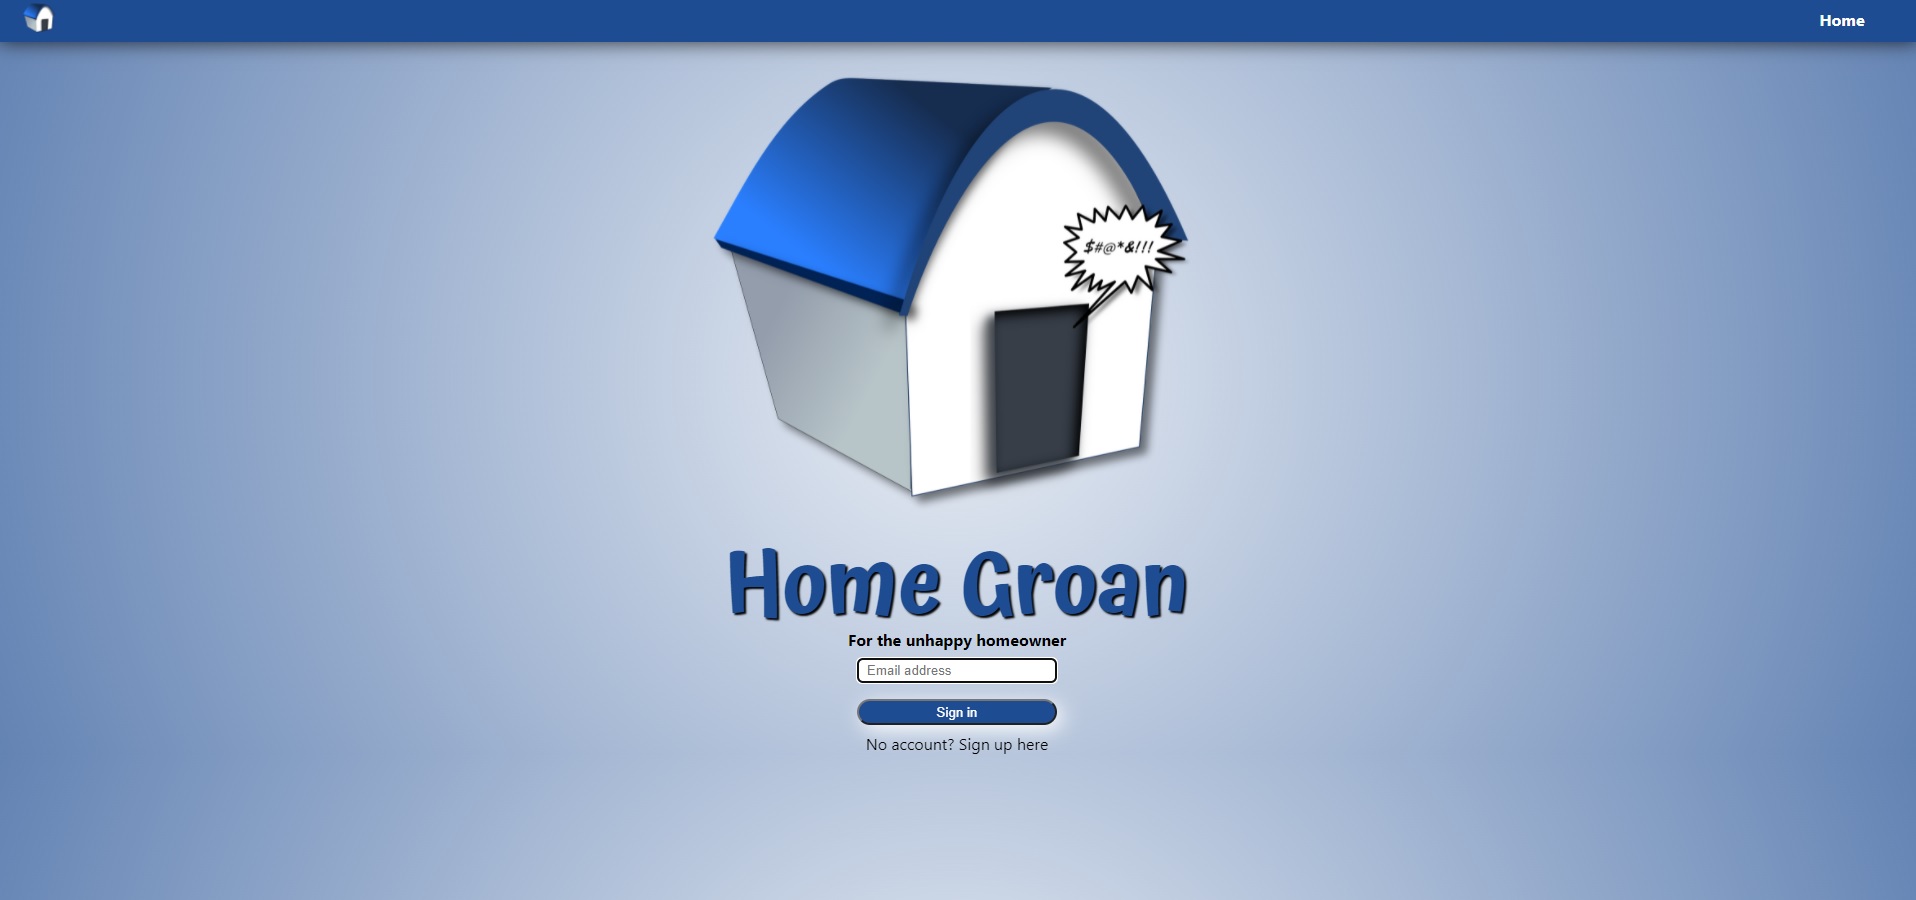 Home
$#@*&!!!
Home Groan
For the unhappy homeowner
Email address
Sign in
No account? Sign up here